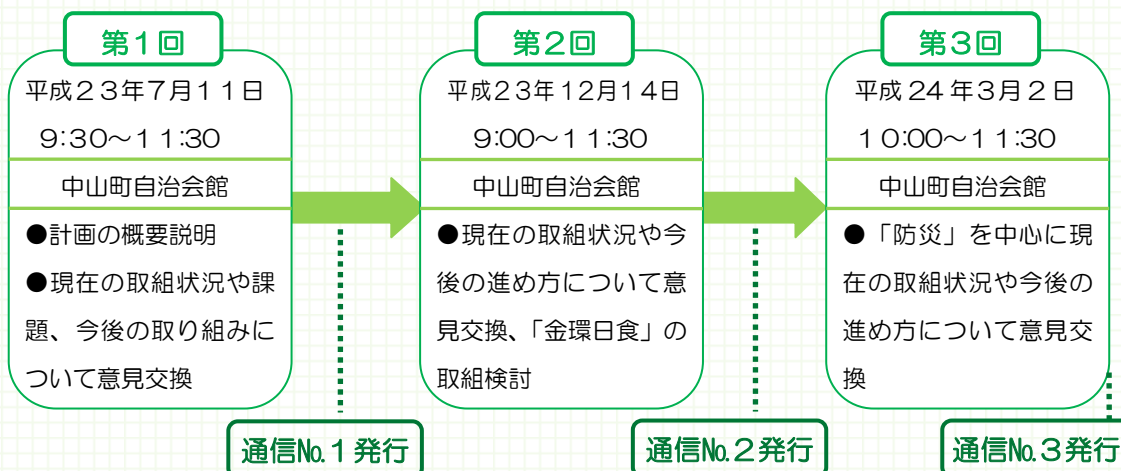 第1回
平成２３年７月１１日
９:３０～１１:３０
中山町自治会館
●計画の概要説明
●現在の取組状況や課
題、今後の取り組みに
ついて意見交換
通信№１発行
第2回
平成２３年１２月１４日
９:００～１１:３０
中山町自治会館
●現在の取組状況や今
後の進め方について意
見交換、「金環日食」の
取組検討
通信№２発行
第3回
平成 24 年３月２日
１０:００～１１:３０
中山町自治会館
●「防災」を中心に現
在の取組状況や今後の
進め方について意見交
換
通信№３発行